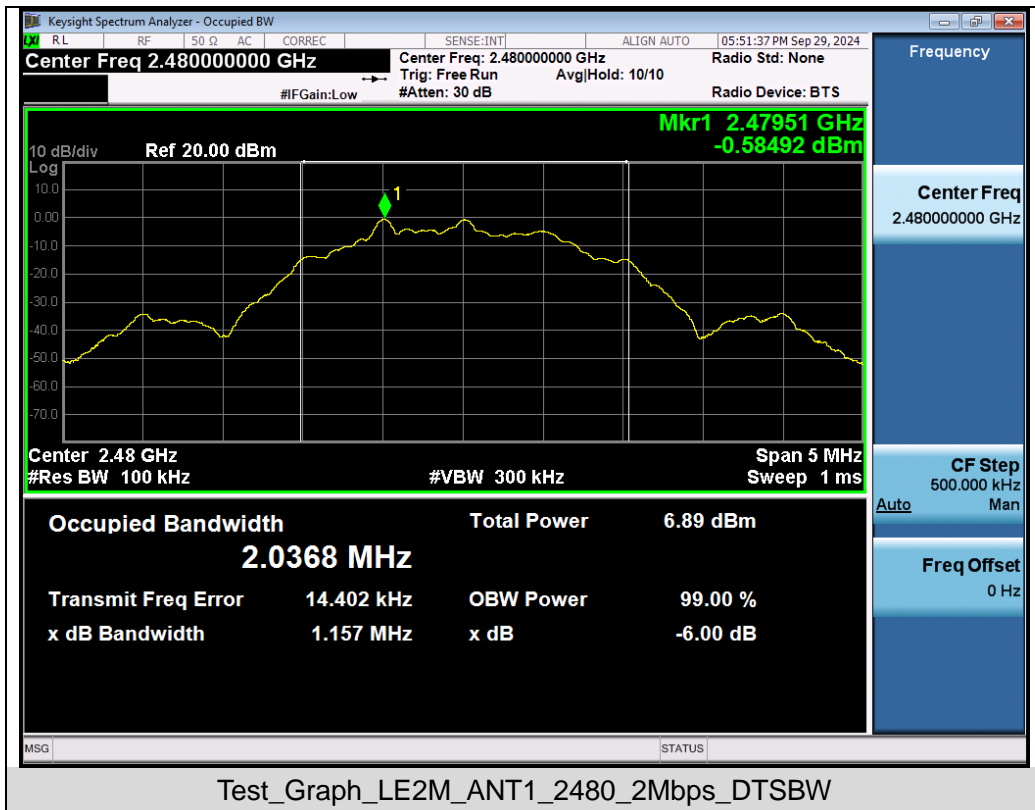 Keysight Spectrum Analyzer - Occupied BW
LXI RL RF 50 Ω AC CORREC SENSE:INT ALIGN AUTO 05:51:37 PM Sep 29, 2024
Center Freq 2.480000000 GHz
Center Freq: 2.480000000 GHz Radio Std: None
Trig: Free Run Avg|Hold: 10/10
#IFGain:Low #Atten: 30 dB Radio Device: BTS
Mkr1 2.47951 GHz
-0.58492 dBm
10 dB/div Ref 20.00 dBm
Log
10.0
1
0.00
-10.0
-20.0
-30.0
-40.0
-50.0
-60.0
-70.0
Center 2.48 GHz Span 5 MHz
#Res BW 100 kHz #VBW 300 kHz Sweep 1 ms
Occupied Bandwidth Total Power 6.89 dBm
2.0368 MHz
Transmit Freq Error 14.402 kHz OBW Power 99.00 %
x dB Bandwidth 1.157 MHz x dB -6.00 dB
Frequency
Center Freq
2.480000000 GHz
CF Step
500.000 kHz
Auto Man
Freq Offset
0 Hz
MSG STATUS
Test_Graph_LE2M_ANT1_2480_2Mbps_DTSBW